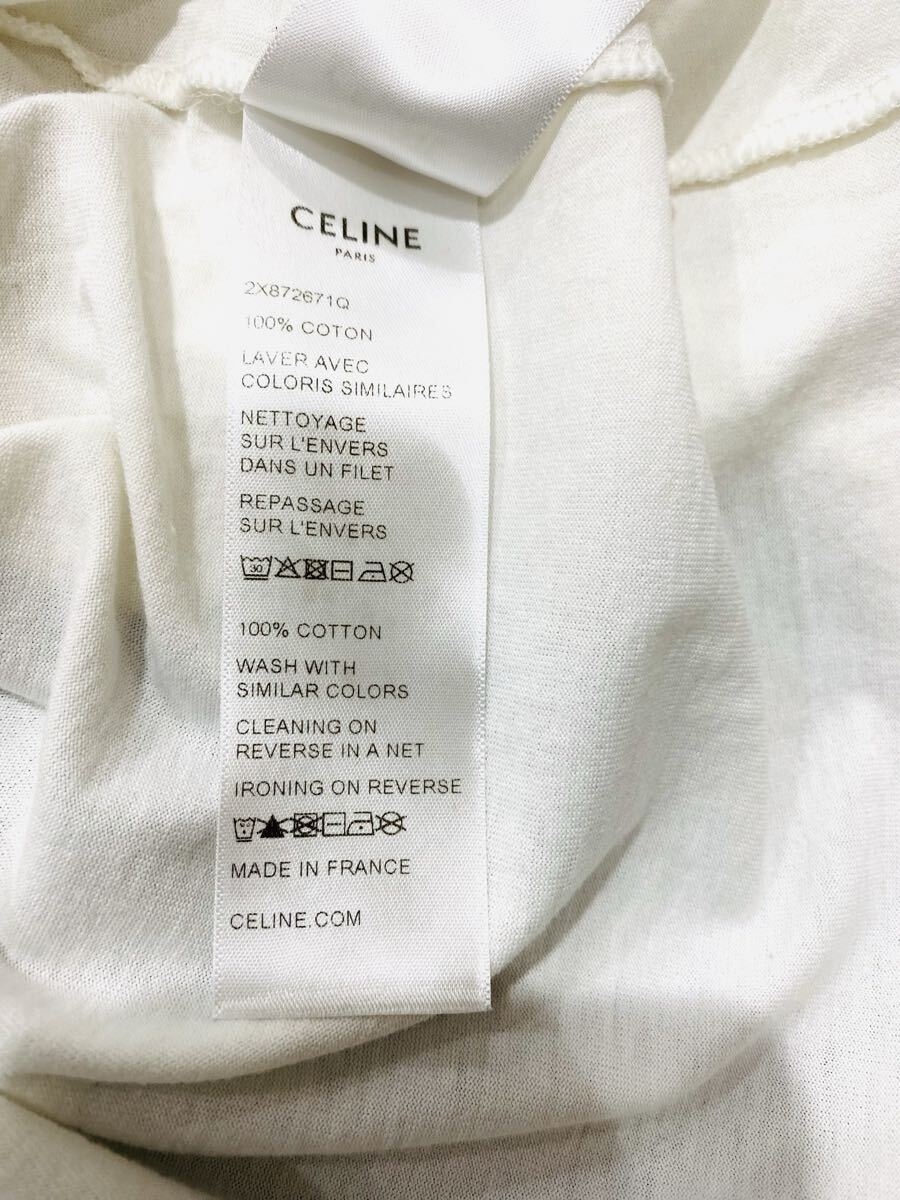 CELINE
PARIS
2X872671Q
100% COTON
LAVER AVEC
COLORIS SIMILAIRES
NETTOYAGE
SUR L'ENVERS
DANS UN FILET
REPASSAGE
SUR L'ENVERS
30
100% COTTON
WASH WITH
SIMILAR COLORS
CLEANING ON
REVERSE IN A NET
IRONING ON REVERSE
MADE IN FRANCE
CELINE.COM